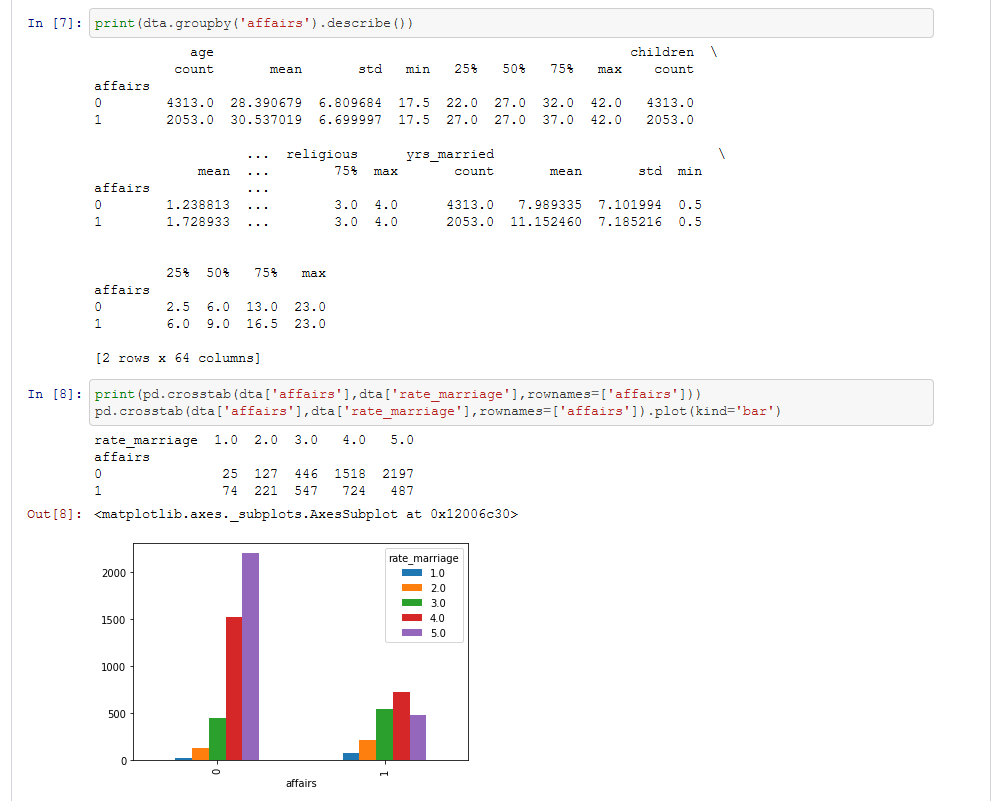 In [7]: print(dta.groupby('affairs').describe())
age children \
count mean std min 25% 50% 75% max count
affairs
0 4313.0 28.390679 6.809684 17.5 22.0 27.0 32.0 42.0 4313.0
1 2053.0 30.537019 6.699997 17.5 27.0 27.0 37.0 42.0 2053.0
... religious yrs_married \
mean ... 75% max count mean std min
affairs ...
0 1.238813 ... 3.0 4.0 4313.0 7.989335 7.101994 0.5
1 1.728933 ... 3.0 4.0 2053.0 11.152460 7.185216 0.5
25% 50% 75% max
affairs
0 2.5 6.0 13.0 23.0
1 6.0 9.0 16.5 23.0
[2 rows x 64 columns]
In [8]: print(pd.crosstab(dta['affairs'],dta['rate_marriage'],rownames=['affairs']))
pd.crosstab(dta['affairs'],dta['rate_marriage'],rownames=['affairs']).plot(kind='bar')
rate_marriage 1.0 2.0 3.0 4.0 5.0
affairs
0 25 127 446 1518 2197
1 74 221 547 724 487
Out[8]: <matplotlib.axes._subplots.AxesSubplot at 0x12006c30>
rate_marriage
1.0
2.0
3.0
4.0
5.0
2000
1500
1000
500
0
0 1
affairs